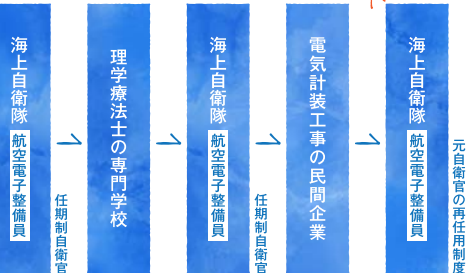 海上自衛隊
航空電子整備員
任期制自衛官
理学療法士の専門学校
海上自衛隊
航空電子整備員
任期制自衛官
電気計装工事の民間企業
海上自衛隊
航空電子整備員
元自衛官の再任用制度